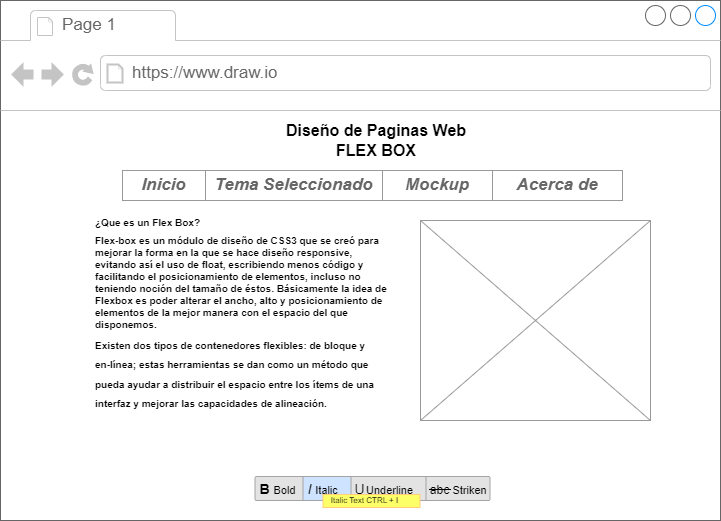 Page 1
https://www.draw.io
Diseño de Paginas Web
FLEX BOX
Inicio Tema Seleccionado Mockup Acerca de
¿Que es un Flex Box?
Flex-box es un módulo de diseño de CSS3 que se creó para
mejorar la forma en la que se hace diseño responsive,
evitando así el uso de float, escribiendo menos código y
facilitando el posicionamiento de elementos, incluso no
teniendo noción del tamaño de éstos. Básicamente la idea de
Flexbox es poder alterar el ancho, alto y posicionamiento de
elementos de la mejor manera con el espacio del que
disponemos.
Existen dos tipos de contenedores flexibles: de bloque y
en-línea; estas herramientas se dan como un método que
pueda ayudar a distribuir el espacio entre los ítems de una
interfaz y mejorar las capacidades de alineación.
B Bold I Italic U Underline abc Striken
Italic Text CTRL + I